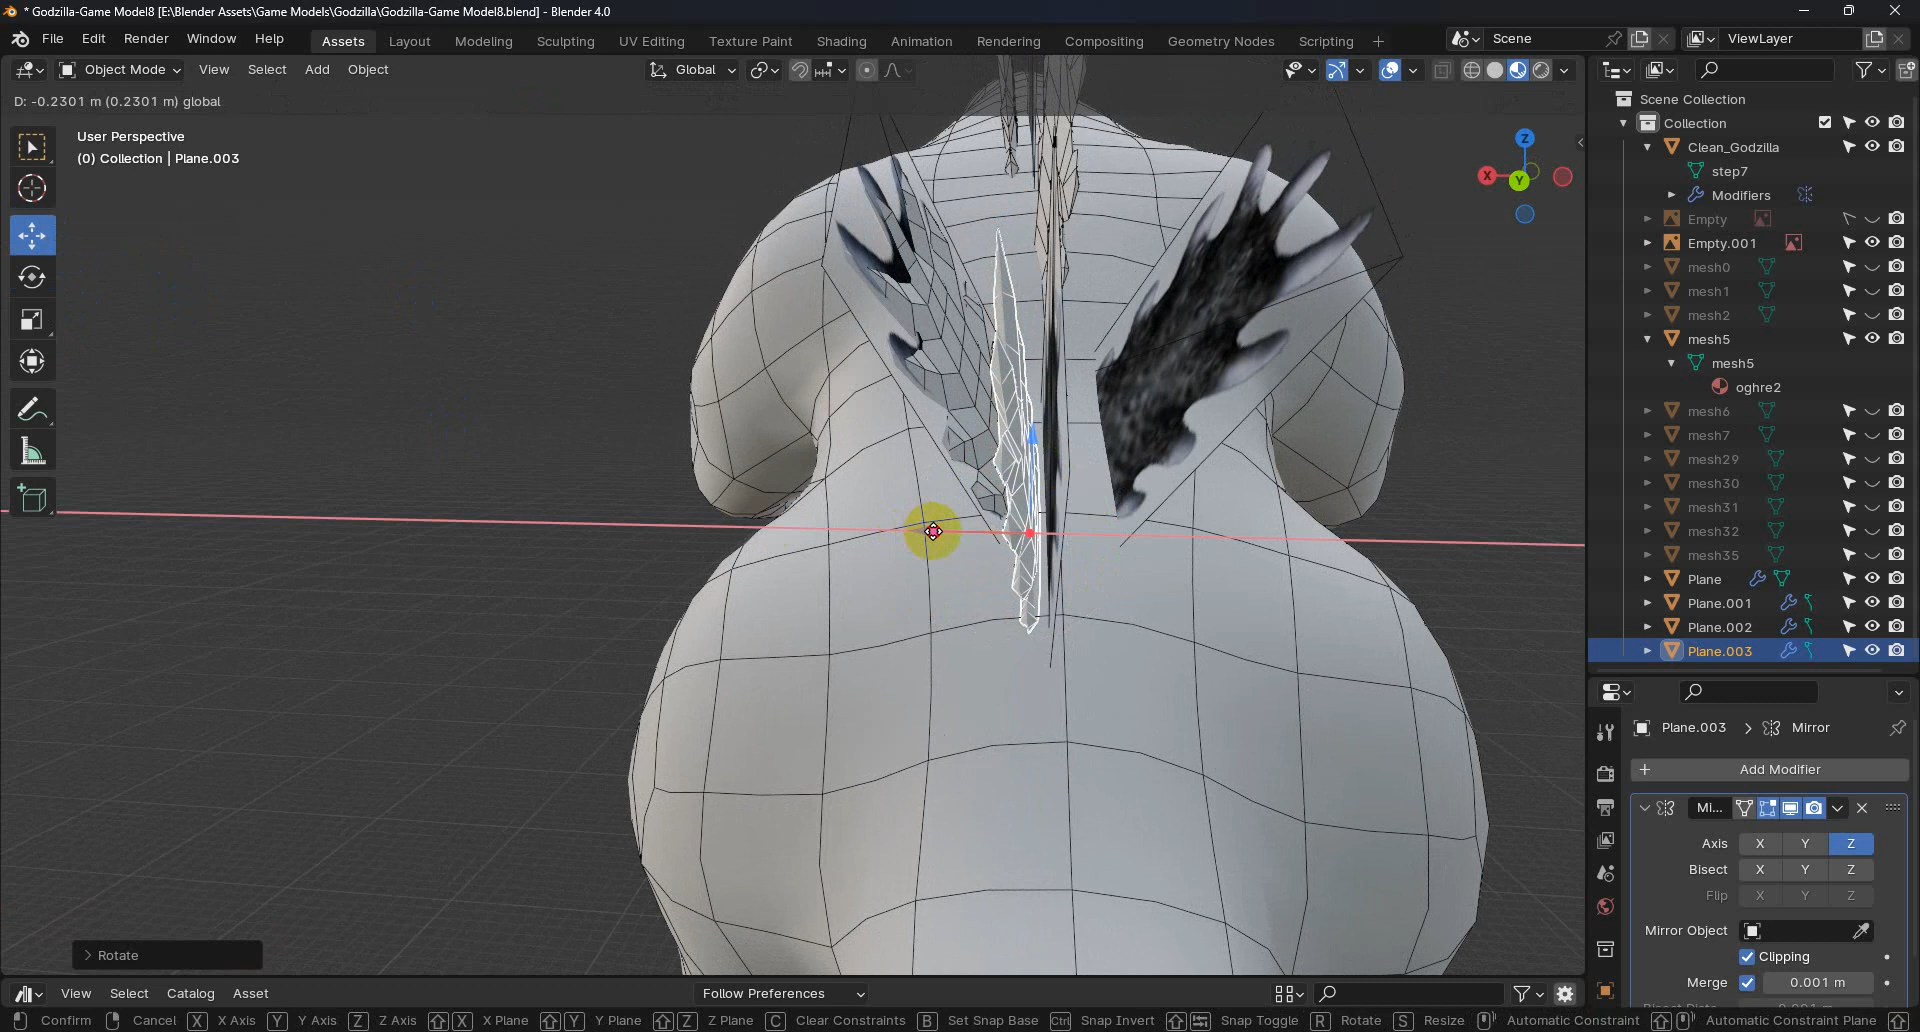 * Godzilla-Game Model8 [E:\Blender Assets\Game Models\Godzilla\Godzilla-Game Model8.blend] - Blender 4.0
File Edit Render Window Help Assets Layout Modeling Sculpting UV Editing Texture Paint Shading Animation Rendering Compositing Geometry Nodes Scripting + Scene ViewLayer
Object Mode View Select Add Object Global
D: -0.2301 m (0.2301 m) global
User Perspective
(0) Collection | Plane.003
Z
X Y
Scene Collection
Collection
Clean_Godzilla
step7
Modifiers
Empty
Empty.001
mesh0
mesh1
mesh2
mesh5
mesh5
oghre2
mesh6
mesh7
mesh29
mesh30
mesh31
mesh32
mesh35
Plane
Plane.001
Plane.002
Plane.003
Plane.003 > Mirror
+ Add Modifier
Mi...
Axis X Y Z
Bisect X Y Z
Flip X Y Z
Mirror Object
Clipping
Merge 0.001 m
Rotate
View Select Catalog Asset Follow Preferences
Confirm Cancel X X Axis Y Y Axis Z Z Axis X X Plane Y Y Plane Z Z Plane C Clear Constraints B Set Snap Base Ctrl Snap Invert Snap Toggle R Rotate S Resize Automatic Constraint Automatic Constraint Plane